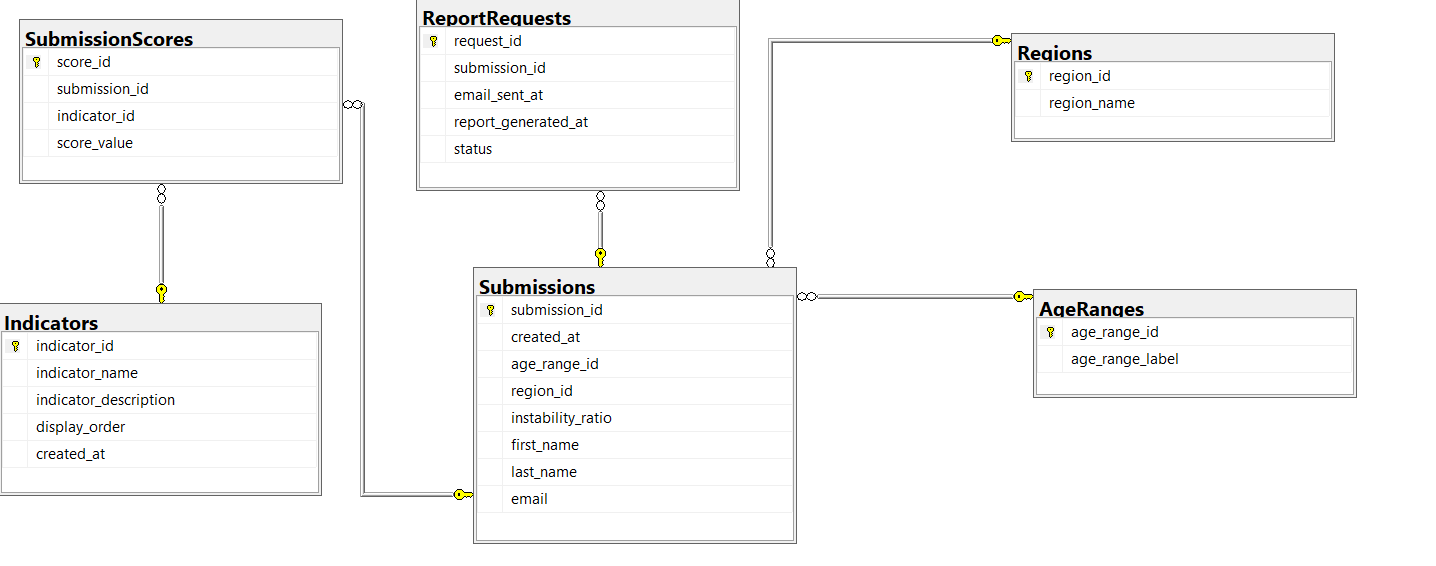 SubmissionScores
score_id
submission_id
indicator_id
score_value
ReportRequests
request_id
submission_id
email_sent_at
report_generated_at
status
Regions
region_id
region_name
Indicators
indicator_id
indicator_name
indicator_description
display_order
created_at
Submissions
submission_id
created_at
age_range_id
region_id
instability_ratio
first_name
last_name
email
AgeRanges
age_range_id
age_range_label